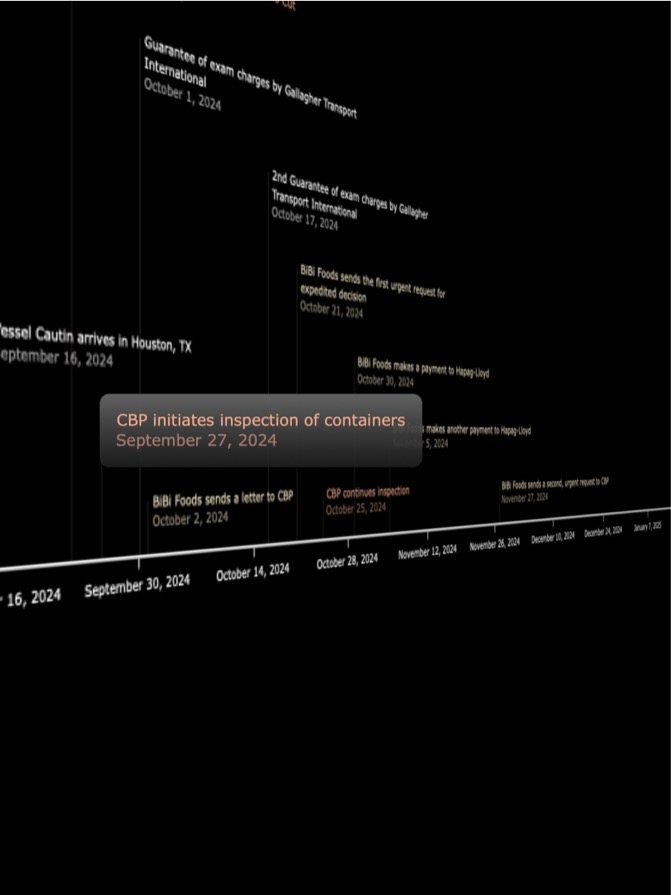 Guarantee of exam charges by Gallagher Transport
International
October 1, 2024
2nd Guarantee of exam charges by Gallagher
Transport International
October 17, 2024
BiBi Foods sends the first urgent request for
expedited decision
October 21, 2024
essel Cautin arrives in Houston, TX
eptember 16, 2024
BiBi Foods makes a payment to Hapag-Lloyd
October 30, 2024
CBP initiates inspection of containers
September 27, 2024
makes another payment to Hapag-Lloyd
5, 2024
BiBi Foods sends a letter to CBP
October 2, 2024
CBP continues inspection
October 25, 2024
BiBi Foods sends a second, urgent request to CBP
November 27, 2024
16, 2024
September 30, 2024
October 14, 2024
October 28, 2024
November 12, 2024
November 26, 2024
December 10, 2024
December 24, 2024
January 7, 2025